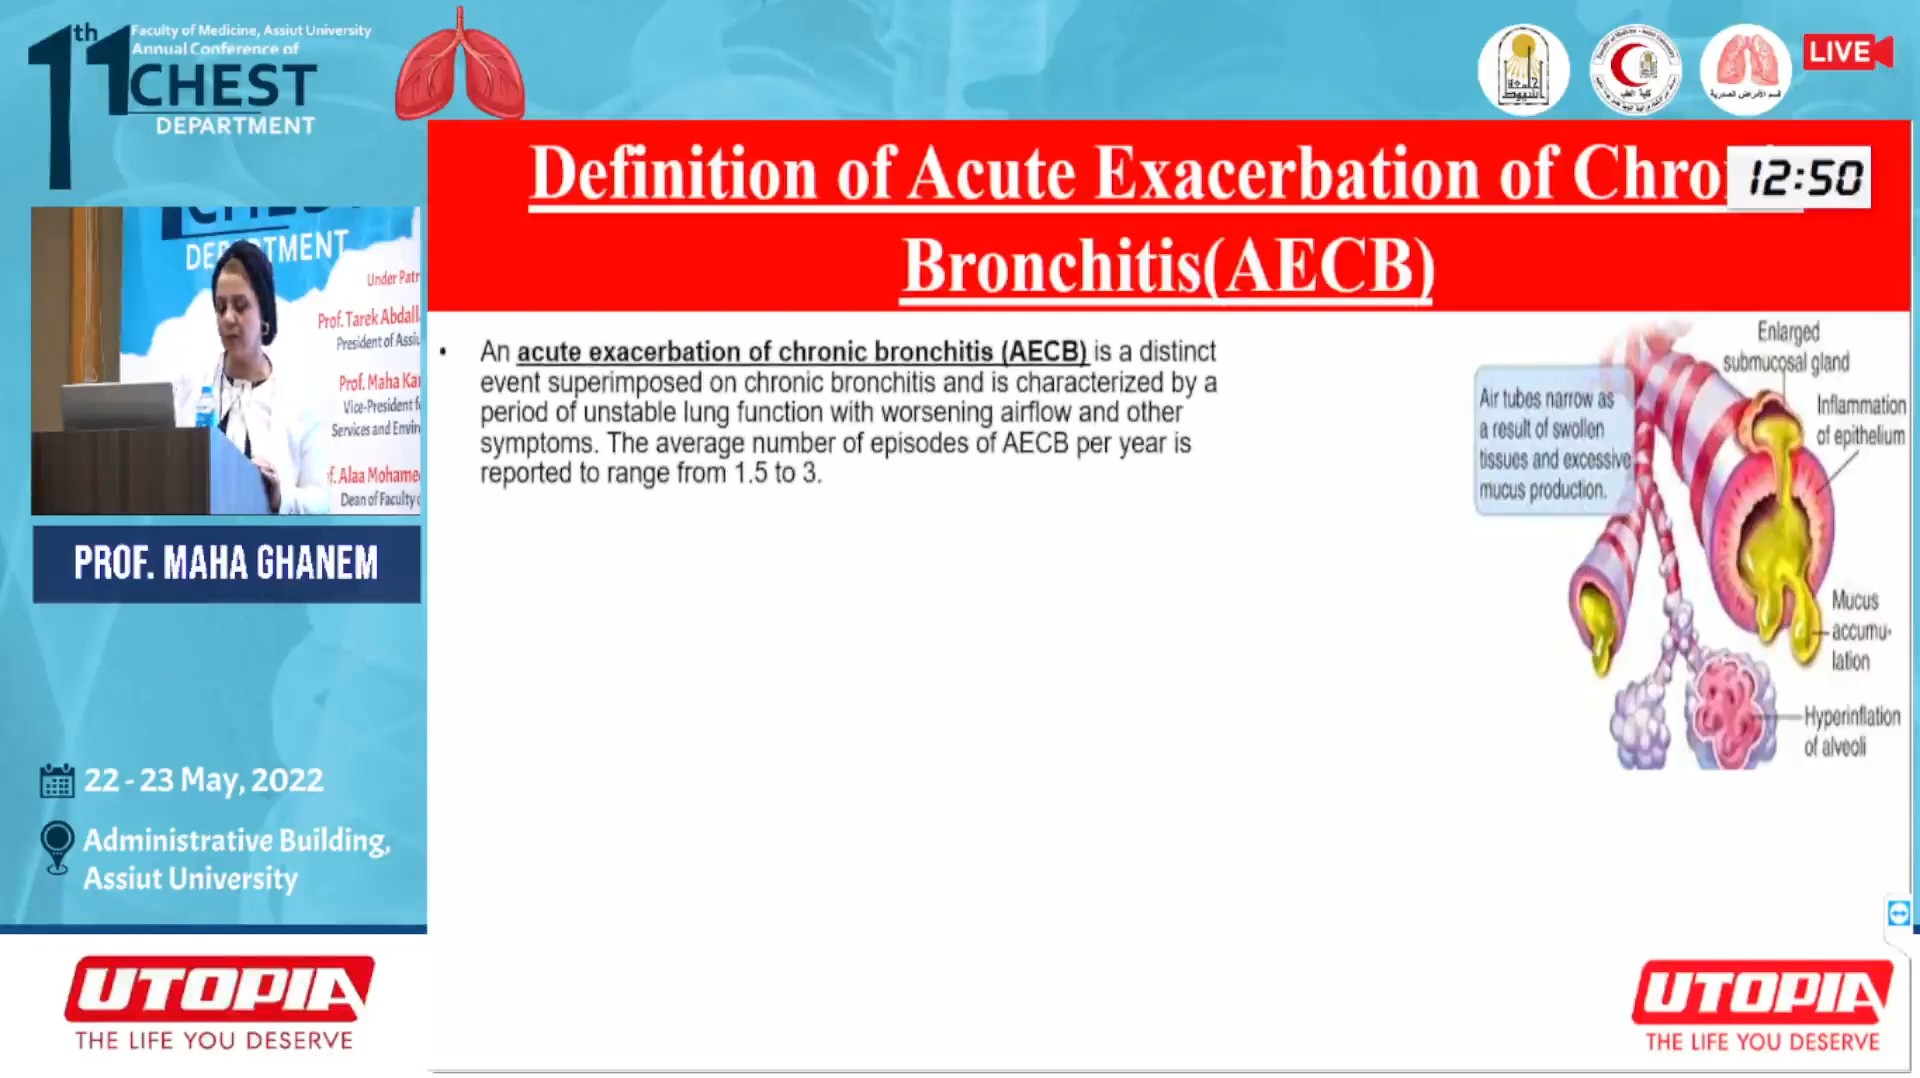 11th
Faculty of Medicine, Assiut University
Annual Conference of
CHEST
DEPARTMENT
قسم الأمراض الصدرية
كلية الطب
LIVE
12:50
Definition of Acute Exacerbation of Chro
Bronchitis(AECB)
DEPARTMENT
Under Patr
Prof. Tarek Abdall
President of Assiu
Prof. Maha Kar
Vice-President f
Services and Envir
f. Alaa Mohame
Dean of Faculty o
PROF. MAHA GHANEM
22 - 23 May, 2022
Administrative Building,
Assiut University
• An acute exacerbation of chronic bronchitis (AECB) is a distinct
event superimposed on chronic bronchitis and is characterized by a
period of unstable lung function with worsening airflow and other
symptoms. The average number of episodes of AECB per year is
reported to range from 1.5 to 3.
Air tubes narrow as
a result of swollen
tissues and excessive
mucus production.
Enlarged
submucosal gland
Inflammation
of epithelium
Mucus
accumu-
lation
Hyperinflation
of alveoli
UTOPIA
THE LIFE YOU DESERVE
UTOPIA
THE LIFE YOU DESERVE